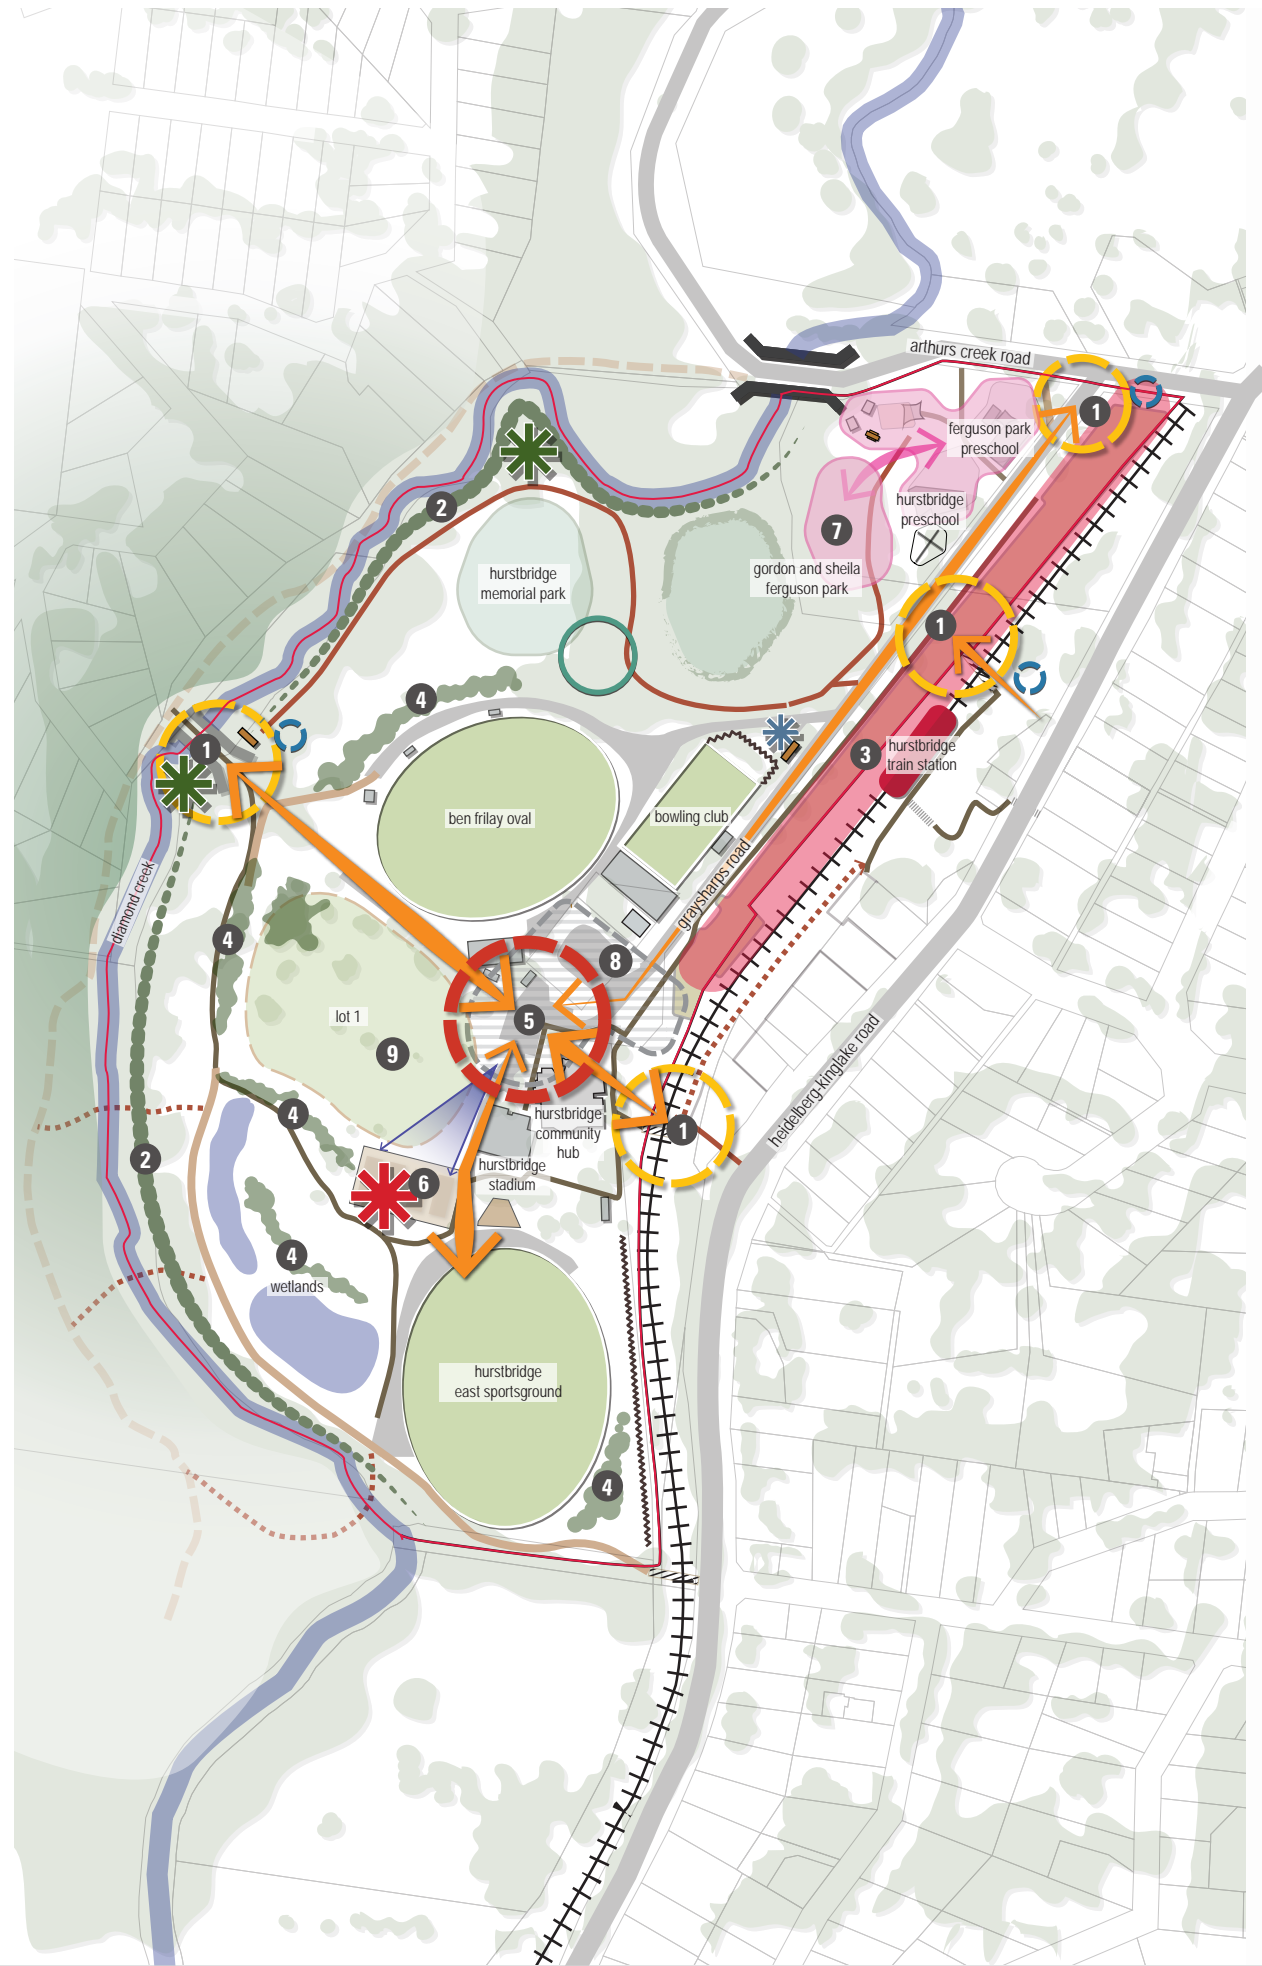 arthurs creek road
1
ferguson park
preschool
2
hurstbridge
preschool
7
hurstbridge
memorial park
gordon and sheila
ferguson park
1
4
1
3
hurstbridge
train station
ben frilay oval
bowling club
graysharps road
diamond creek
4
8
lot 1
5
9
heidelberg-kinglake road
4
hurstbridge
community
hub
1
2
6
hurstbridge
stadium
4
wetlands
hurstbridge
east sportsground
4